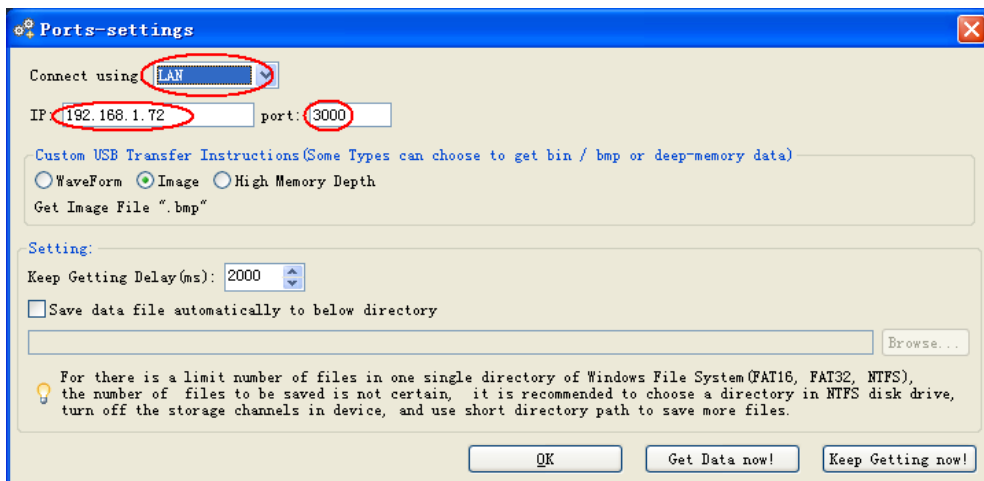 Ports-settings
Connect using: LAN
IP: 192.168.1.72 port: 3000
Custom USB Transfer Instructions(Some Types can choose to get bin / bmp or deep-memory data)
WaveForm Image High Memory Depth
Get Image File ".bmp"
Setting:
Keep Getting Delay(ms): 2000
Save data file automatically to below directory
Browse...
For there is a limit number of files in one single directory of Windows File System(FAT16, FAT32, NTFS),
the number of files to be saved is not certain, it is recommended to choose a directory in NTFS disk drive,
turn off the storage channels in device, and use short directory path to save more files.
OK Get Data now! Keep Getting now!